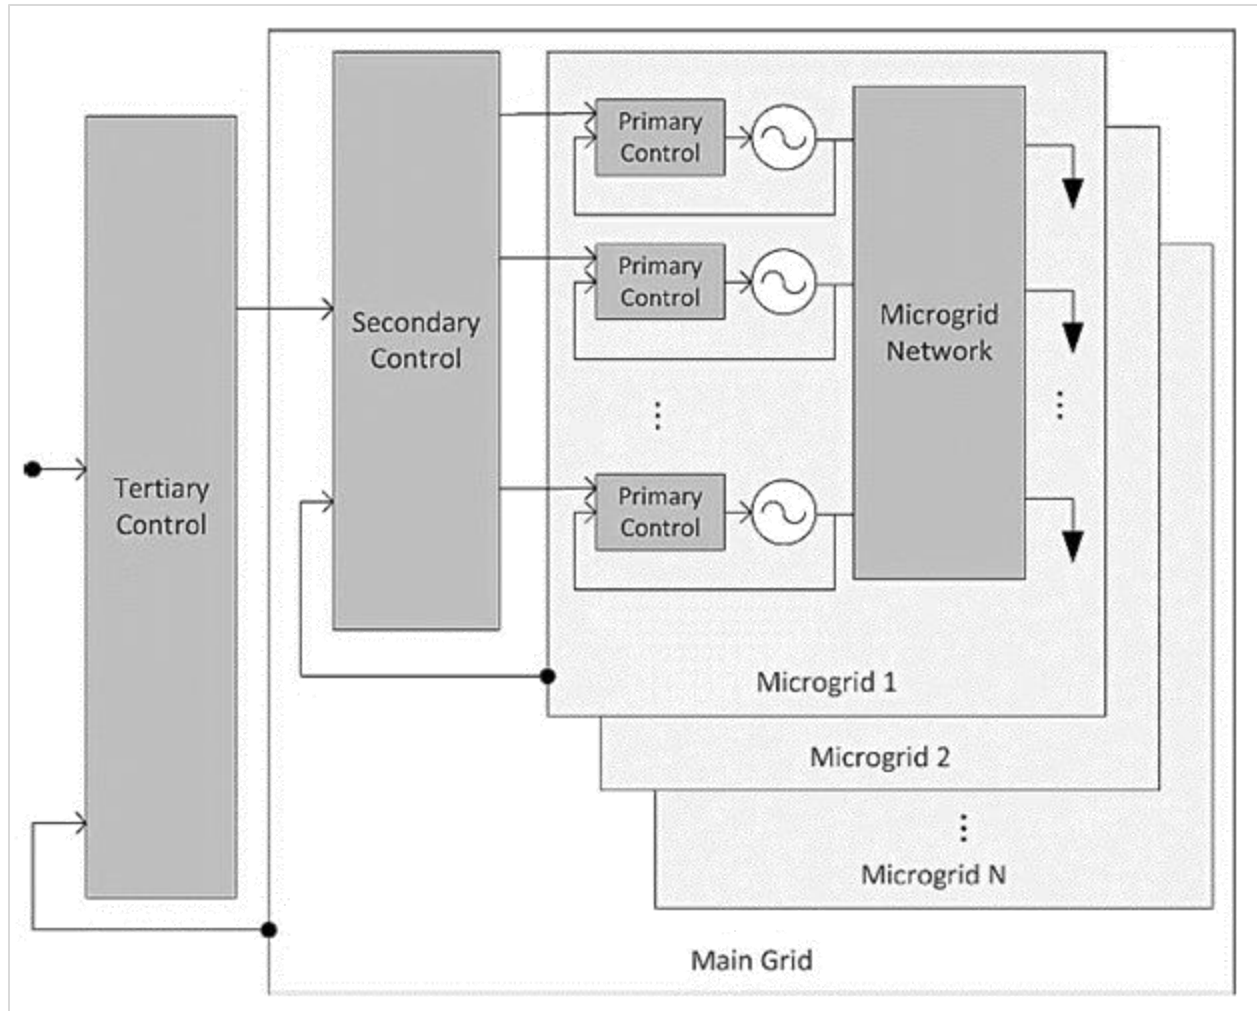 Primary
Control
Primary
Control
Microgrid
Network
Secondary
Control
Tertiary
Control
Primary
Control
Microgrid 1
Microgrid 2
Microgrid N
Main Grid